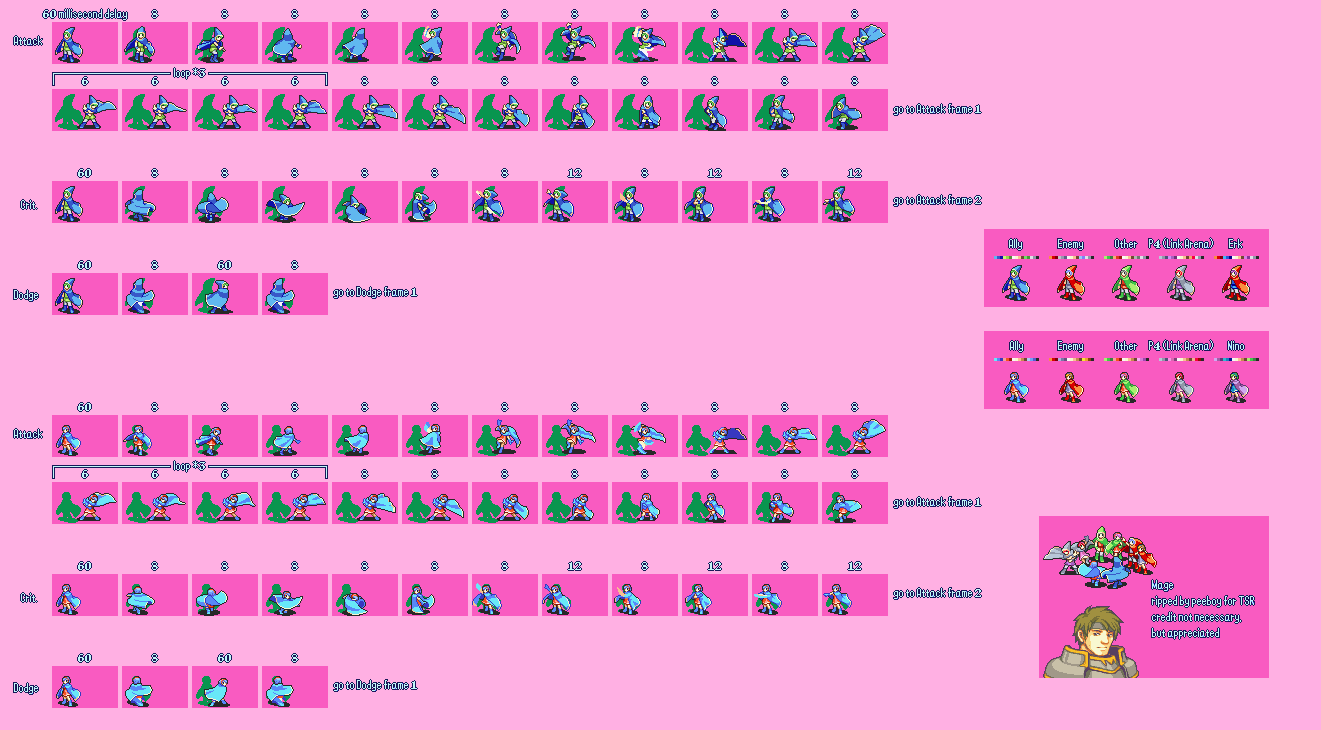 60 millisecond delay 8 8 8 8 8 8 8 8 8 8 8
Attack
loop *3
6 6 6 6 8 8 8 8 8 8 8 8
go to Attack frame 1
60 8 8 8 8 8 8 12 8 12 8 12
Crit.
go to Attack frame 2
60 8 60 8
Dodge
go to Dodge frame 1
Ally Enemy Other P4 (Link Arena) Erk
Ally Enemy Other P4 (Link Arena) Nino
60 8 8 8 8 8 8 8 8 8 8 8
Attack
loop *3
6 6 6 6 8 8 8 8 8 8 8 8
go to Attack frame 1
60 8 8 8 8 8 8 12 8 12 8 12
Crit.
go to Attack frame 2
60 8 60 8
Dodge
go to Dodge frame 1
Mage
ripped by peeboy for TSR
credit not necessary,
but appreciated